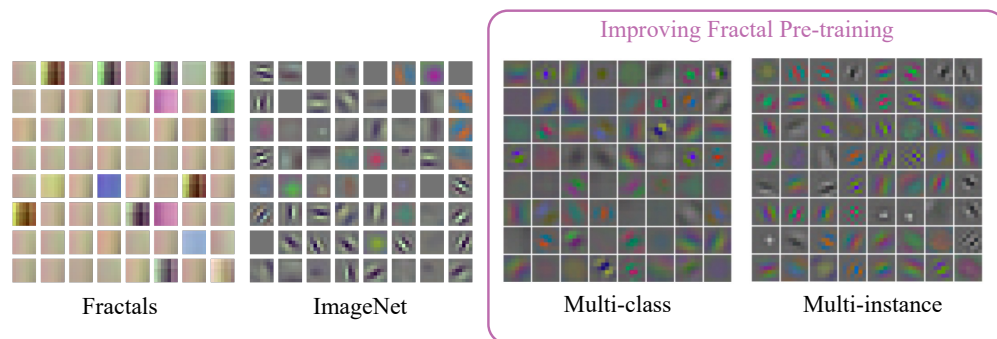 Improving Fractal Pre-training
Fractals
ImageNet
Multi-class
Multi-instance